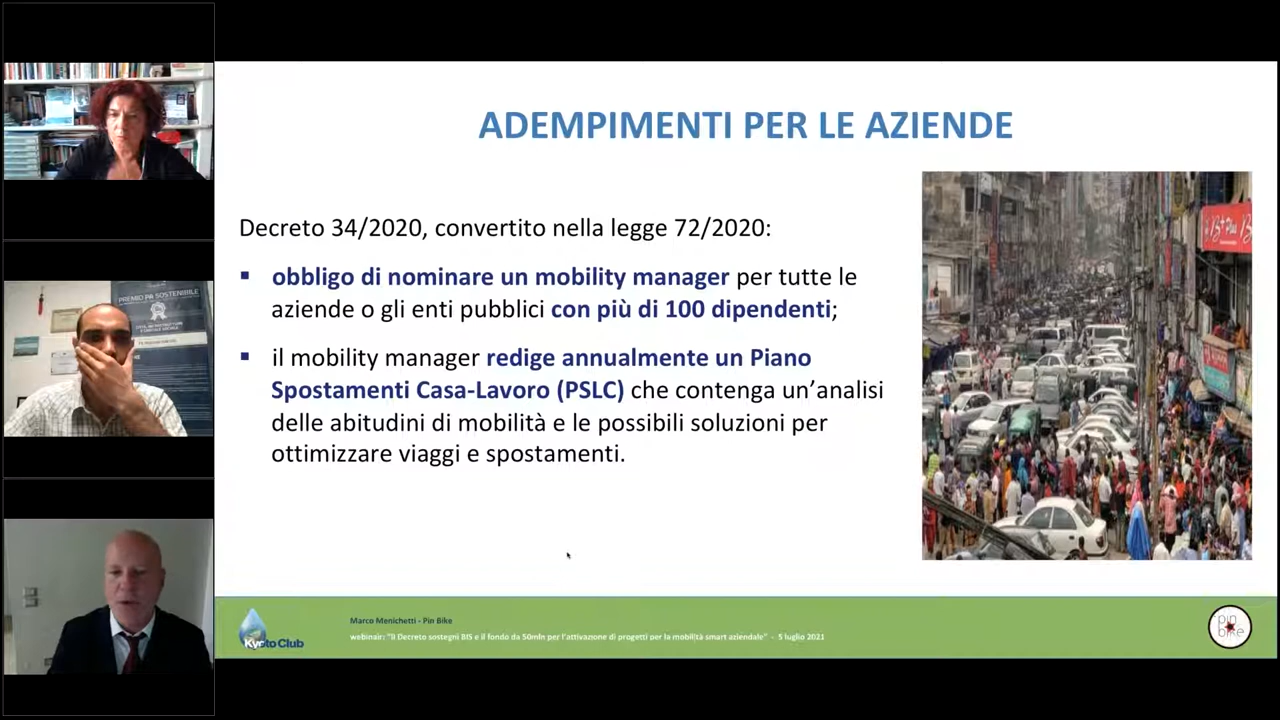 ADEMPIMENTI PER LE AZIENDE
Decreto 34/2020, convertito nella legge 72/2020:
▪ obbligo di nominare un mobility manager per tutte le
aziende o gli enti pubblici con più di 100 dipendenti;
▪ il mobility manager redige annualmente un Piano
Spostamenti Casa-Lavoro (PSLC) che contenga un’analisi
delle abitudini di mobilità e le possibili soluzioni per
ottimizzare viaggi e spostamenti.
PREMIO PA SOSTENIBILE
Kyoto Club
Marco Menichetti - Pin Bike
webinair: "Il Decreto sostegni BIS e il fondo da 50mln per l'attivazione di progetti per la mobilità smart aziendale" - 5 luglio 2021
pin
bike